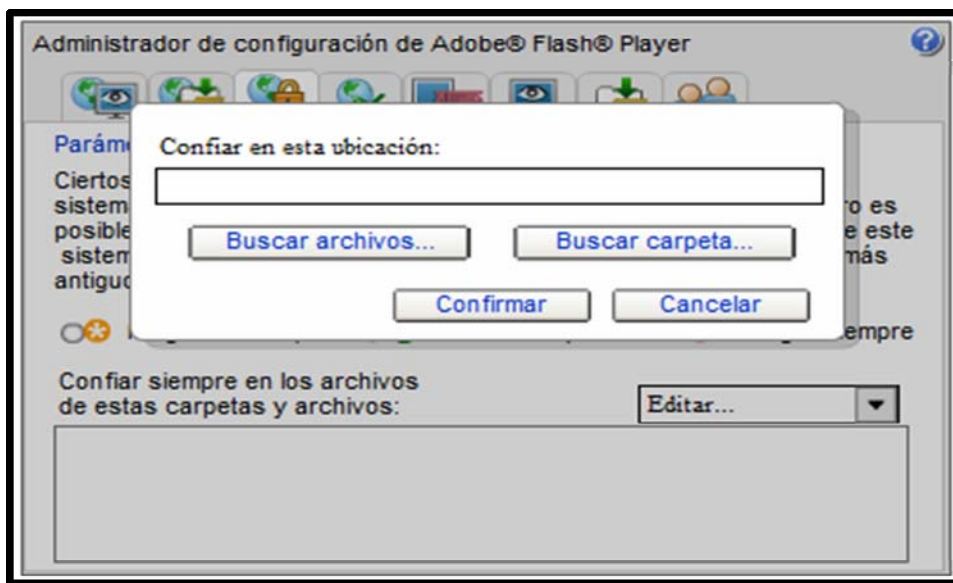 Administrador de configuración de Adobe® Flash® Player
Confiar en esta ubicación:
Ciertos
sistem
ro es
posible
e este
Buscar archivos...
Buscar carpeta...
sistem
más
antiguo
Confirmar
Cancelar
empre
Confiar siempre en los archivos
de estas carpetas y archivos:
Editar...